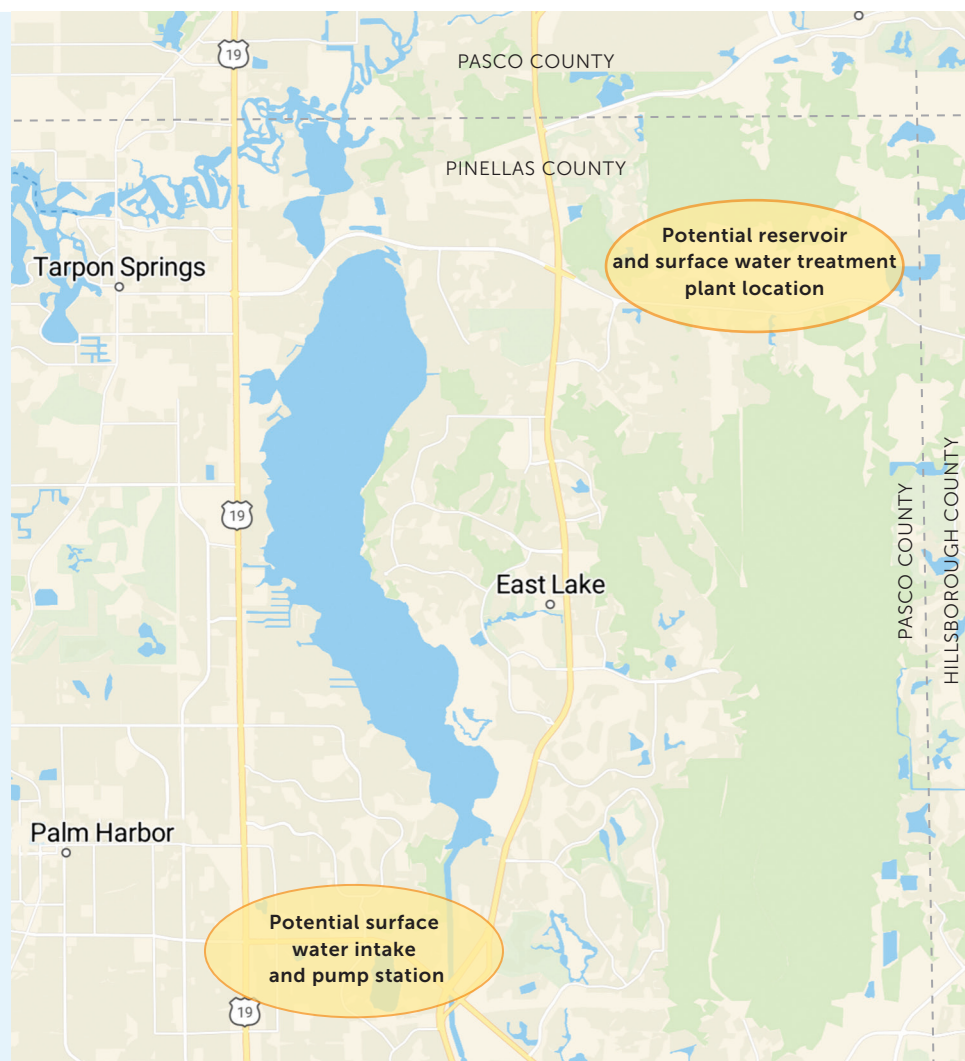 19
PASCO COUNTY
PINELLAS COUNTY
Potential reservoir
and surface water treatment
plant location
Tarpon Springs
19
PASCO COUNTY
HILLSBOROUGH COUNTY
East Lake
Palm Harbor
Potential surface
water intake
and pump station
19